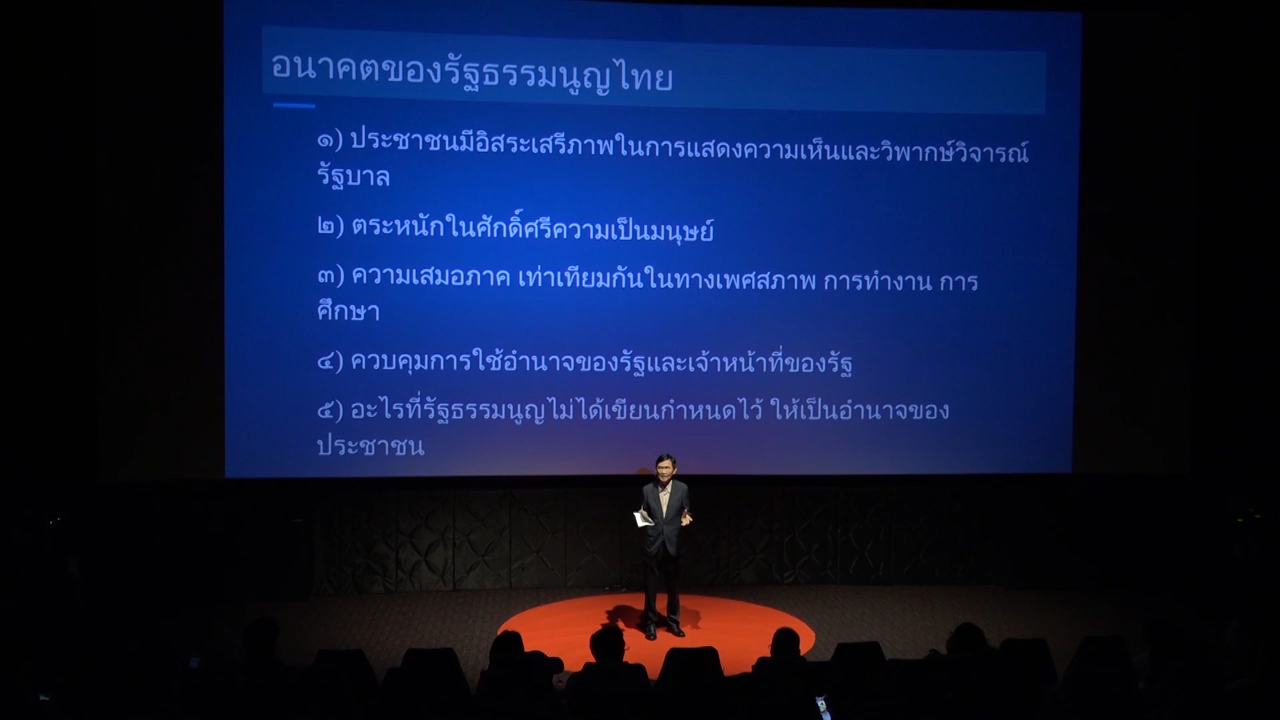 อนาคตของรัฐธรรมนูญไทย
๑) ประชาชนมีอิสระเสรีภาพในการแสดงความเห็นและวิพากษ์วิจารณ์
รัฐบาล
๒) ตระหนักในศักดิ์ศรีความเป็นมนุษย์
๓) ความเสมอภาค เท่าเทียมกันในทางเพศสภาพ การทำงาน การ
ศึกษา
๔) ควบคุมการใช้อำนาจของรัฐและเจ้าหน้าที่ของรัฐ
๕) อะไรที่รัฐธรรมนูญไม่ได้เขียนกำหนดไว้ ให้เป็นอำนาจของ
ประชาชน